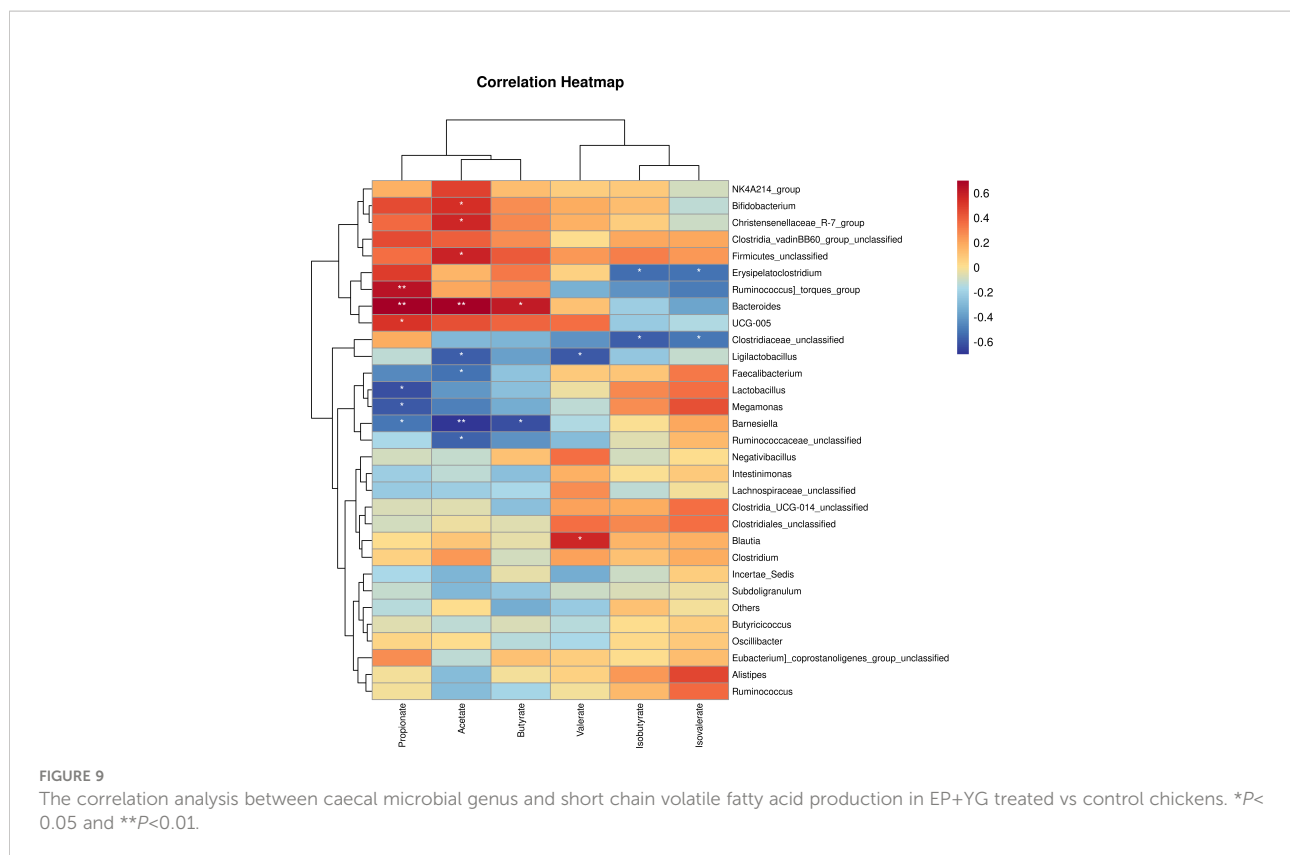 Correlation Heatmap
NK4A214_group
* Bifidobacterium
* Christensenellaceae_R-7_group
Clostridia_vadinBB60_group_unclassified
* Firmicutes_unclassified
* * Erysipelatoclostridium
** Ruminococcus]_torques_group
** ** * Bacteroides
* UCG-005
* * Clostridiaceae_unclassified
* * Ligilactobacillus
* Faecalibacterium
* Lactobacillus
* Megamonas
* ** * Barnesiella
* Ruminococcaceae_unclassified
Negativibacillus
Intestinimonas
Lachnospiraceae_unclassified
Clostridia_UCG-014_unclassified
Clostridiales_unclassified
* Blautia
Clostridium
Incertae_Sedis
Subdoligranulum
Others
Butyricicoccus
Oscillibacter
Eubacterium]_coprostanoligenes_group_unclassified
Alistipes
Ruminococcus
0.6
0.4
0.2
0
-0.2
-0.4
-0.6
Propionate
Acetate
Butyrate
Valerate
Isobutyrate
Isovalerate
FIGURE 9
The correlation analysis between caecal microbial genus and short chain volatile fatty acid production in EP+YG treated vs control chickens. *P<
0.05 and **P<0.01.